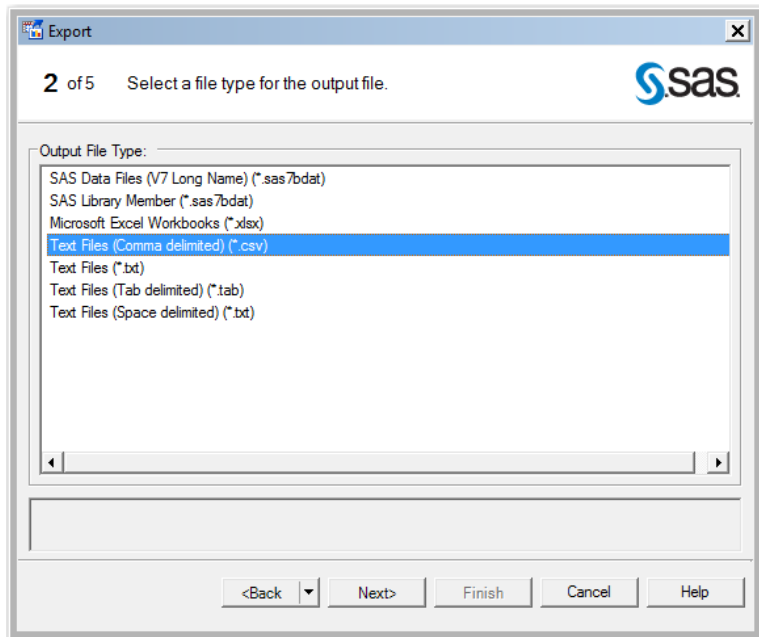 Export
2 of 5 Select a file type for the output file.
sas
Output File Type:
SAS Data Files (V7 Long Name) (*.sas7bdat)
SAS Library Member (*.sas7bdat)
Microsoft Excel Workbooks (*.xlsx)
Text Files (Comma delimited) (*.csv)
Text Files (*.txt)
Text Files (Tab delimited) (*.tab)
Text Files (Space delimited) (*.txt)
<Back Next> Finish Cancel Help